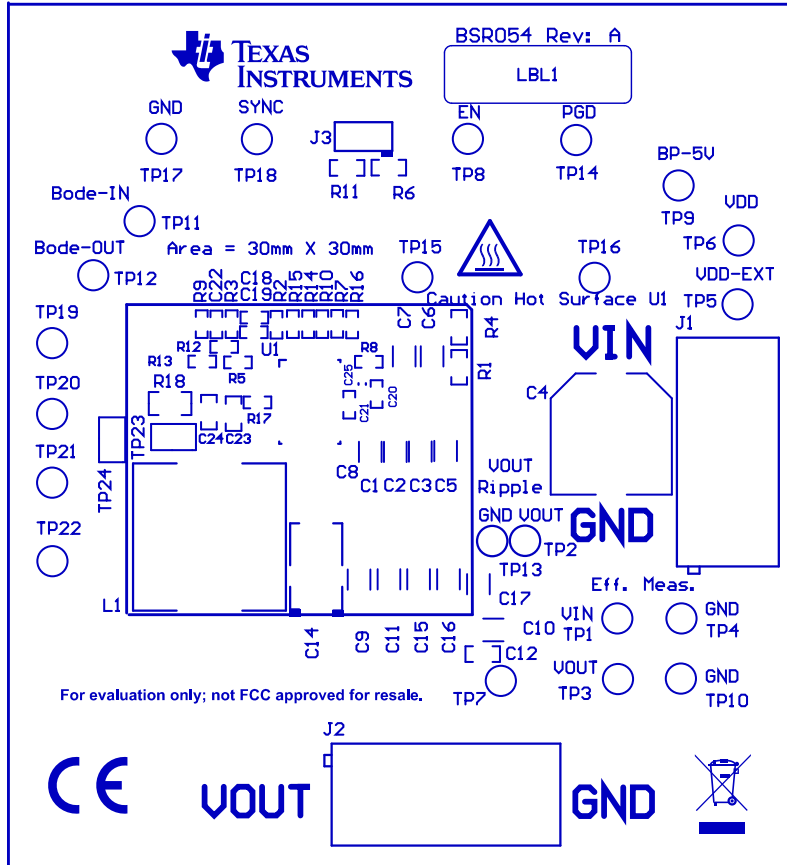 BSR054 Rev: A
TEXAS
INSTRUMENTS
LBL1
GND
SYNC
J3
EN
PGD
TP17
TP18
R11
R6
TP8
TP14
BP-5V
TP9
VDD
TP6
Bode-IN
TP11
Bode-OUT
TP12
Area = 30mm X 30mm
TP15
TP16
VDD-EXT
TP5
Caution Hot Surface U1
J1
R9
C22
R3
C18
C19
R2
R15
R14
R10
R7
R16
C7
C6
R4
TP19
R12
U1
R13
R5
R8
R1
VIN
TP20
R18
C25
C20
C21
C4
R17
C24
C23
TP21
TP23
TP24
C8
C1
C2
C3
C5
VOUT
Ripple
GND
VOUT
GND
TP22
TP2
TP13
Eff. Meas.
L1
C17
VIN
TP1
GND
TP4
C14
C9
C11
C15
C16
C10
C12
VOUT
TP3
GND
TP10
TP7
For evaluation only; not FCC approved for resale.
J2
CE
VOUT
GND